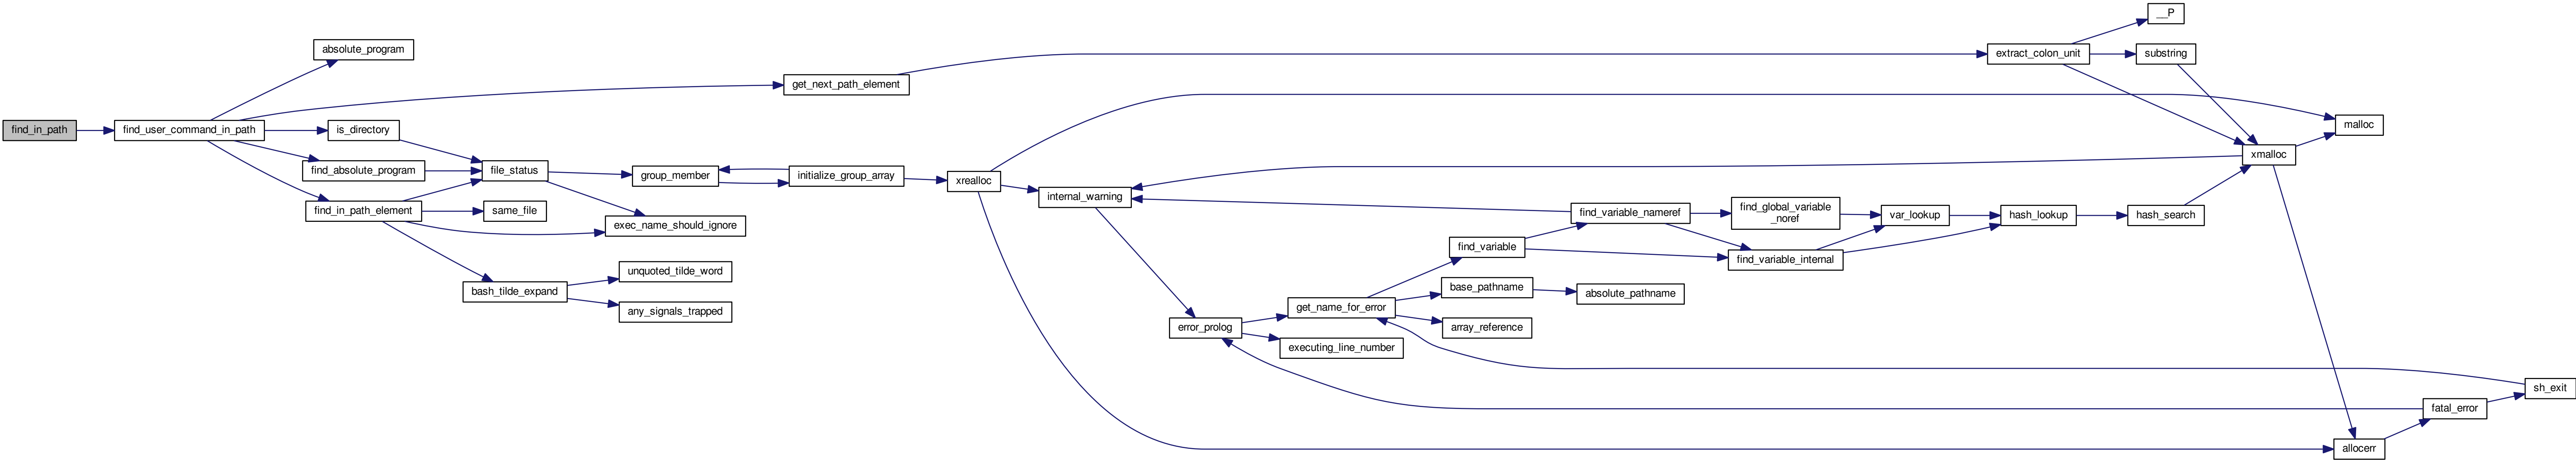 find_in_path
find_user_command_in_path
absolute_program
is_directory
find_absolute_program
find_in_path_element
file_status
same_file
exec_name_should_ignore
bash_tilde_expand
unquoted_tilde_word
any_signals_trapped
group_member
get_next_path_element
initialize_group_array
xrealloc
internal_warning
error_prolog
get_name_for_error
executing_line_number
find_variable
base_pathname
array_reference
absolute_pathname
find_variable_nameref
find_global_variable
_noref
find_variable_internal
var_lookup
hash_lookup
hash_search
extract_colon_unit
__P
substring
xmalloc
malloc
allocerr
fatal_error
sh_exit